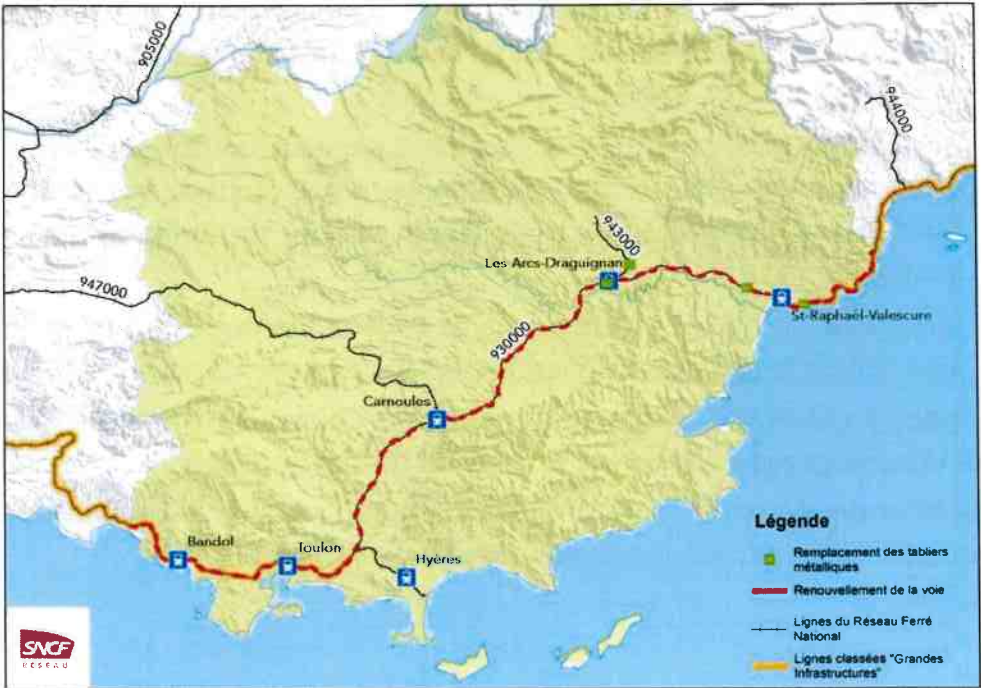 905000
944000
943000
Les Arcs-Draguignan
947000
St-Raphaël-Valescure
930000
Carnoules
Légende
Bandol
Toulon
Hyères
Remplacement des tabliers
métalliques
Renouvellement de la voie
Lignes du Réseau Ferré
National
Lignes classées "Grandes
Infrastructures"
SNCF
RÉSEAU